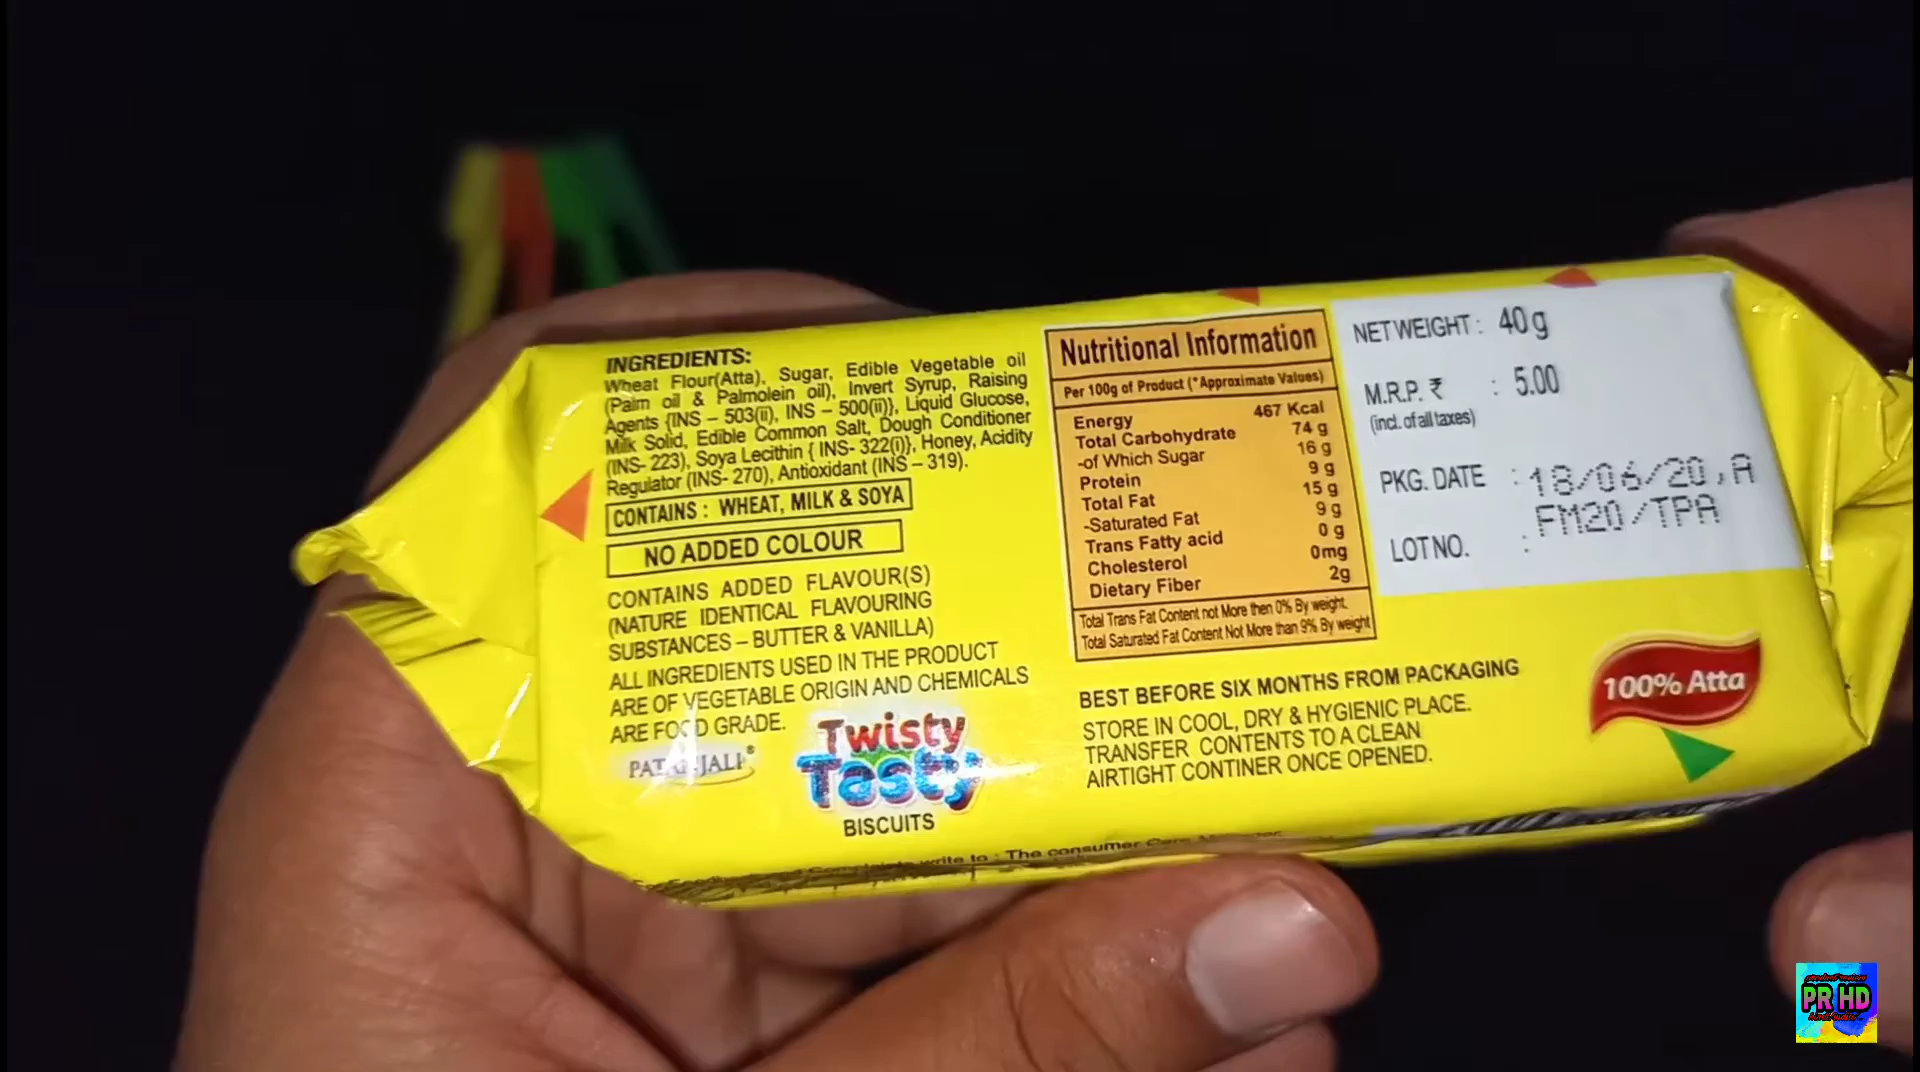 INGREDIENTS:
Wheat Flour(Atta), Sugar, Edible Vegetable oil
(Palm oil & Palmolein oil), Invert Syrup, Raising
Agents {INS – 503(ii), INS – 500(ii)}, Liquid Glucose,
Milk Solid, Edible Common Salt, Dough Conditioner
(INS- 223), Soya Lecithin { INS- 322(i)}, Honey, Acidity
Regulator (INS- 270), Antioxidant (INS – 319).
CONTAINS : WHEAT, MILK & SOYA
NO ADDED COLOUR
CONTAINS ADDED FLAVOUR(S)
(NATURE IDENTICAL FLAVOURING
SUBSTANCES – BUTTER & VANILLA)
ALL INGREDIENTS USED IN THE PRODUCT
ARE OF VEGETABLE ORIGIN AND CHEMICALS
ARE FOOD GRADE.
PATANJALI®
Twisty
Tasty
BISCUITS
write to : The consumer Care
Nutritional Information
Per 100g of Product (*Approximate Values)
Energy 467 Kcal
Total Carbohydrate 74 g
-of Which Sugar 16 g
Protein 9 g
Total Fat 15 g
-Saturated Fat 9 g
Trans Fatty acid 0 g
Cholesterol 0mg
Dietary Fiber 2g
Total Trans Fat Content not More then 0% By weight.
Total Saturated Fat Content Not More than 9% By weight
BEST BEFORE SIX MONTHS FROM PACKAGING
STORE IN COOL, DRY & HYGIENIC PLACE.
TRANSFER CONTENTS TO A CLEAN
AIRTIGHT CONTINER ONCE OPENED.
NET WEIGHT : 40 g
M.R.P. ₹ : 5.00
(incl. of all taxes)
PKG. DATE : 18/06/20,A
FM20/TPA
LOT NO. :
100% Atta
PR HD